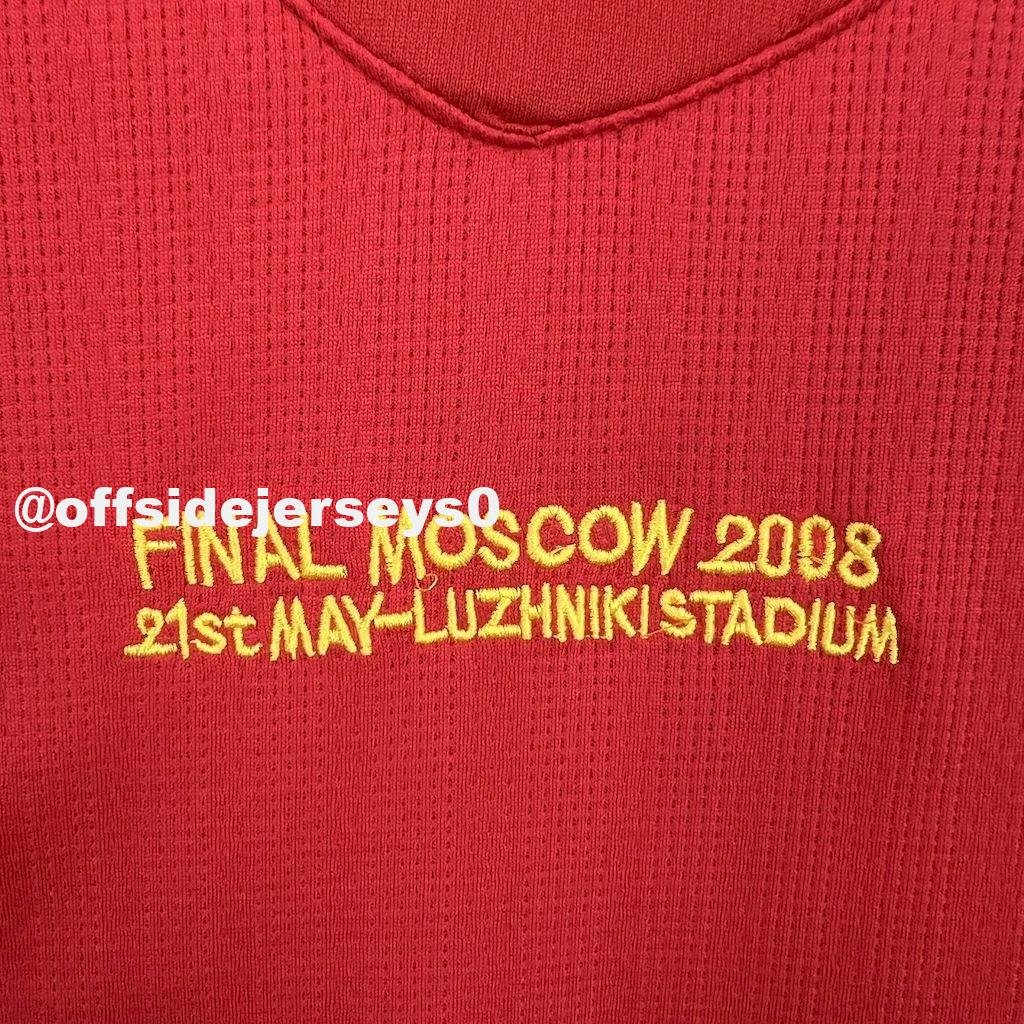 @offsidejerseys0
FINAL MOSCOW 2008
21st MAY-LUZHNIKI STADIUM